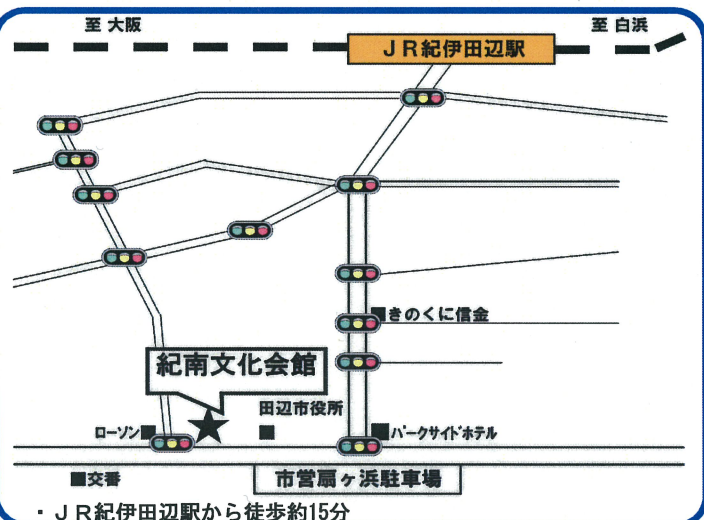 至 大阪
至 白浜
ＪＲ紀伊田辺駅
きのくに信金
紀南文化会館
田辺市役所
ローソン
パークサイドホテル
交番
市営扇ヶ浜駐車場
・ＪＲ紀伊田辺駅から徒歩約15分